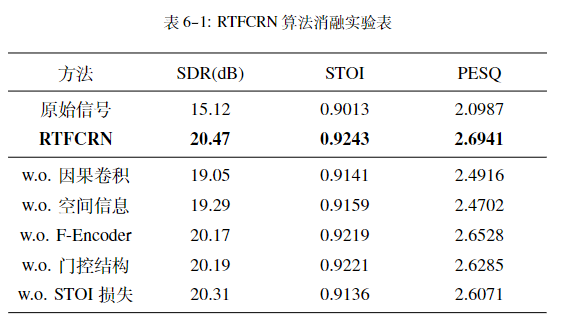 表 6-1: RTFCRN 算法消融实验表
方法 SDR(dB) STOI PESQ
原始信号 15.12 0.9013 2.0987
RTFCRN 20.47 0.9243 2.6941
w.o. 因果卷积 19.05 0.9141 2.4916
w.o. 空间信息 19.29 0.9159 2.4702
w.o. F-Encoder 20.17 0.9219 2.6528
w.o. 门控结构 20.19 0.9221 2.6285
w.o. STOI 损失 20.31 0.9136 2.6071